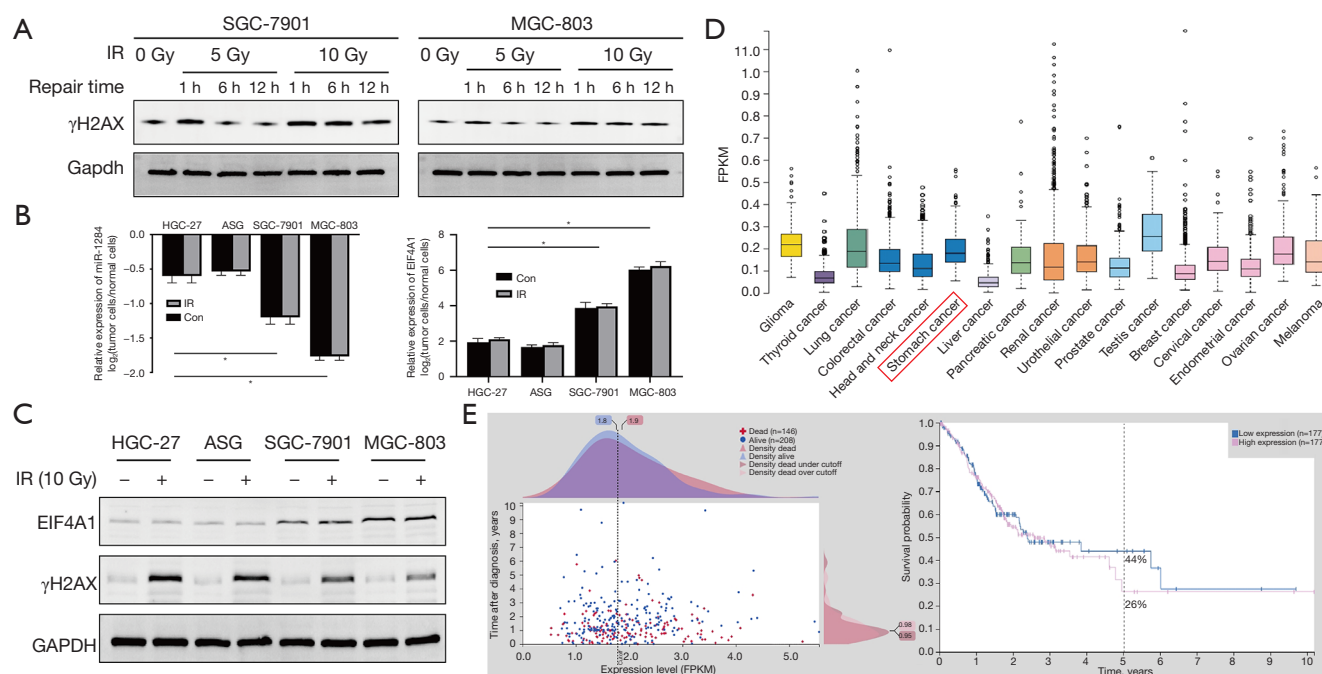 A
SGC-7901
MGC-803
IR
0 Gy
5 Gy
10 Gy
0 Gy
5 Gy
10 Gy
Repair time
1 h
6 h
12 h
1 h
6 h
12 h
1 h
6 h
12 h
1 h
6 h
12 h
γH2AX
Gapdh
B
HGC-27
ASG
SGC-7901
MGC-803
0.0
-0.5
-1.0
-1.5
-2.0
Relative expression of miR-1284
log₂(tumor cells/normal cells)
IR
Con
*
*
*
*
10
8
6
4
2
0
Relative expression of EIF4A1
log₂(tumor cells/normal cells)
Con
IR
HGC-27
ASG
SGC-7901
MGC-803
C
HGC-27
ASG
SGC-7901
MGC-803
IR (10 Gy)
–
+
–
+
–
+
–
+
EIF4A1
γH2AX
GAPDH
D
FPKM
11.0
1.0
0.9
0.8
0.7
0.6
0.5
0.4
0.3
0.2
0.1
0.0
Glioma
Thyroid cancer
Lung cancer
Colorectal cancer
Head and neck cancer
Stomach cancer
Liver cancer
Pancreatic cancer
Renal cancer
Urothelial cancer
Prostate cancer
Testis cancer
Breast cancer
Cervical cancer
Endometrial cancer
Ovarian cancer
Melanoma
E
1.8
1.9
Dead (n=146)
Alive (n=208)
Density dead
Density alive
Density dead under cutoff
Density dead over cutoff
Time after diagnosis, years
10
9
8
7
6
5
4
3
2
1
0
0.0
1.0
2.0
3.0
4.0
5.0
Expression level (FPKM)
0.98
0.95
Low expression (n=177)
High expression (n=177
Survival probability
1.0
0.9
0.8
0.7
0.6
0.5
0.4
0.3
0.2
0.1
0.0
44%
26%
0
1
2
3
4
5
6
7
8
9
10
Time, years